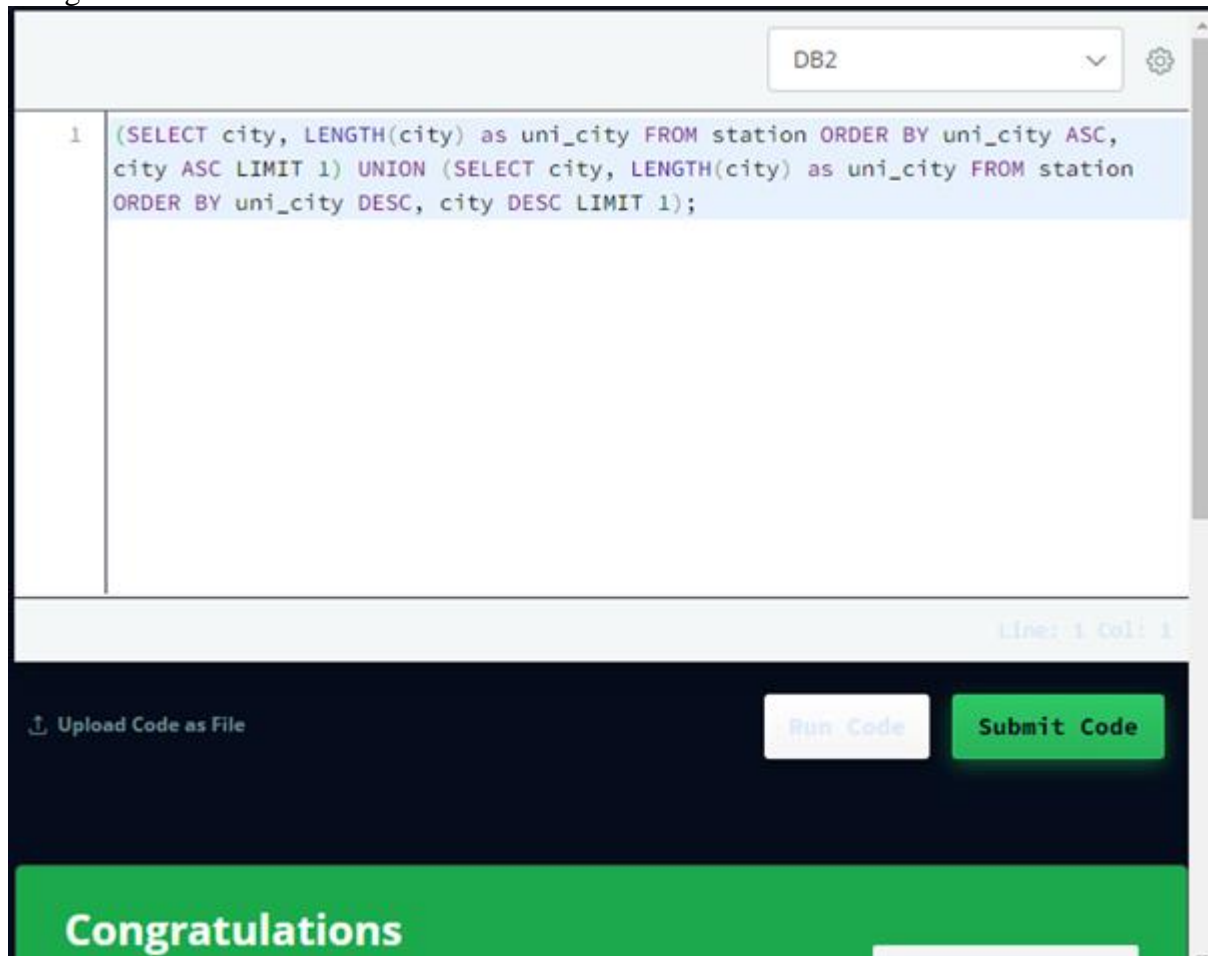 DB2
1 (SELECT city, LENGTH(city) as uni_city FROM station ORDER BY uni_city ASC,
city ASC LIMIT 1) UNION (SELECT city, LENGTH(city) as uni_city FROM station
ORDER BY uni_city DESC, city DESC LIMIT 1);
Line: 1 Col: 1
Upload Code as File
Run Code
Submit Code
Congratulations